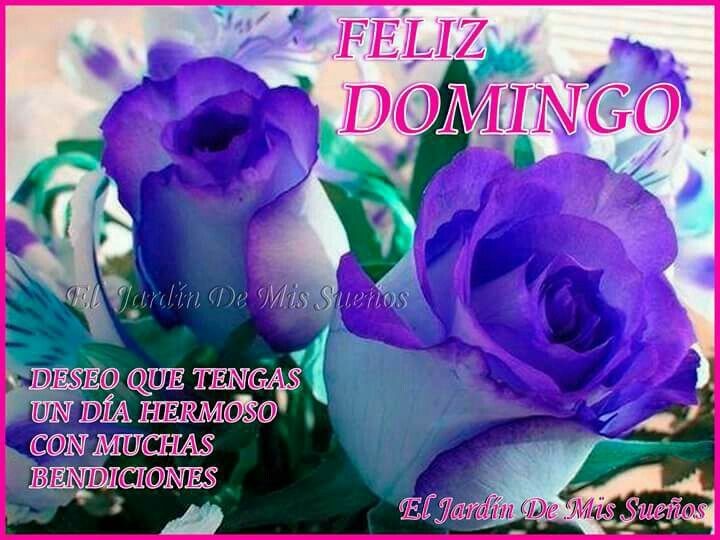 FELIZ
DOMINGO
El Jardín De Mis Sueños
DESEO QUE TENGAS
UN DÍA HERMOSO
CON MUCHAS
BENDICIONES
El Jardín De Mis Sueños